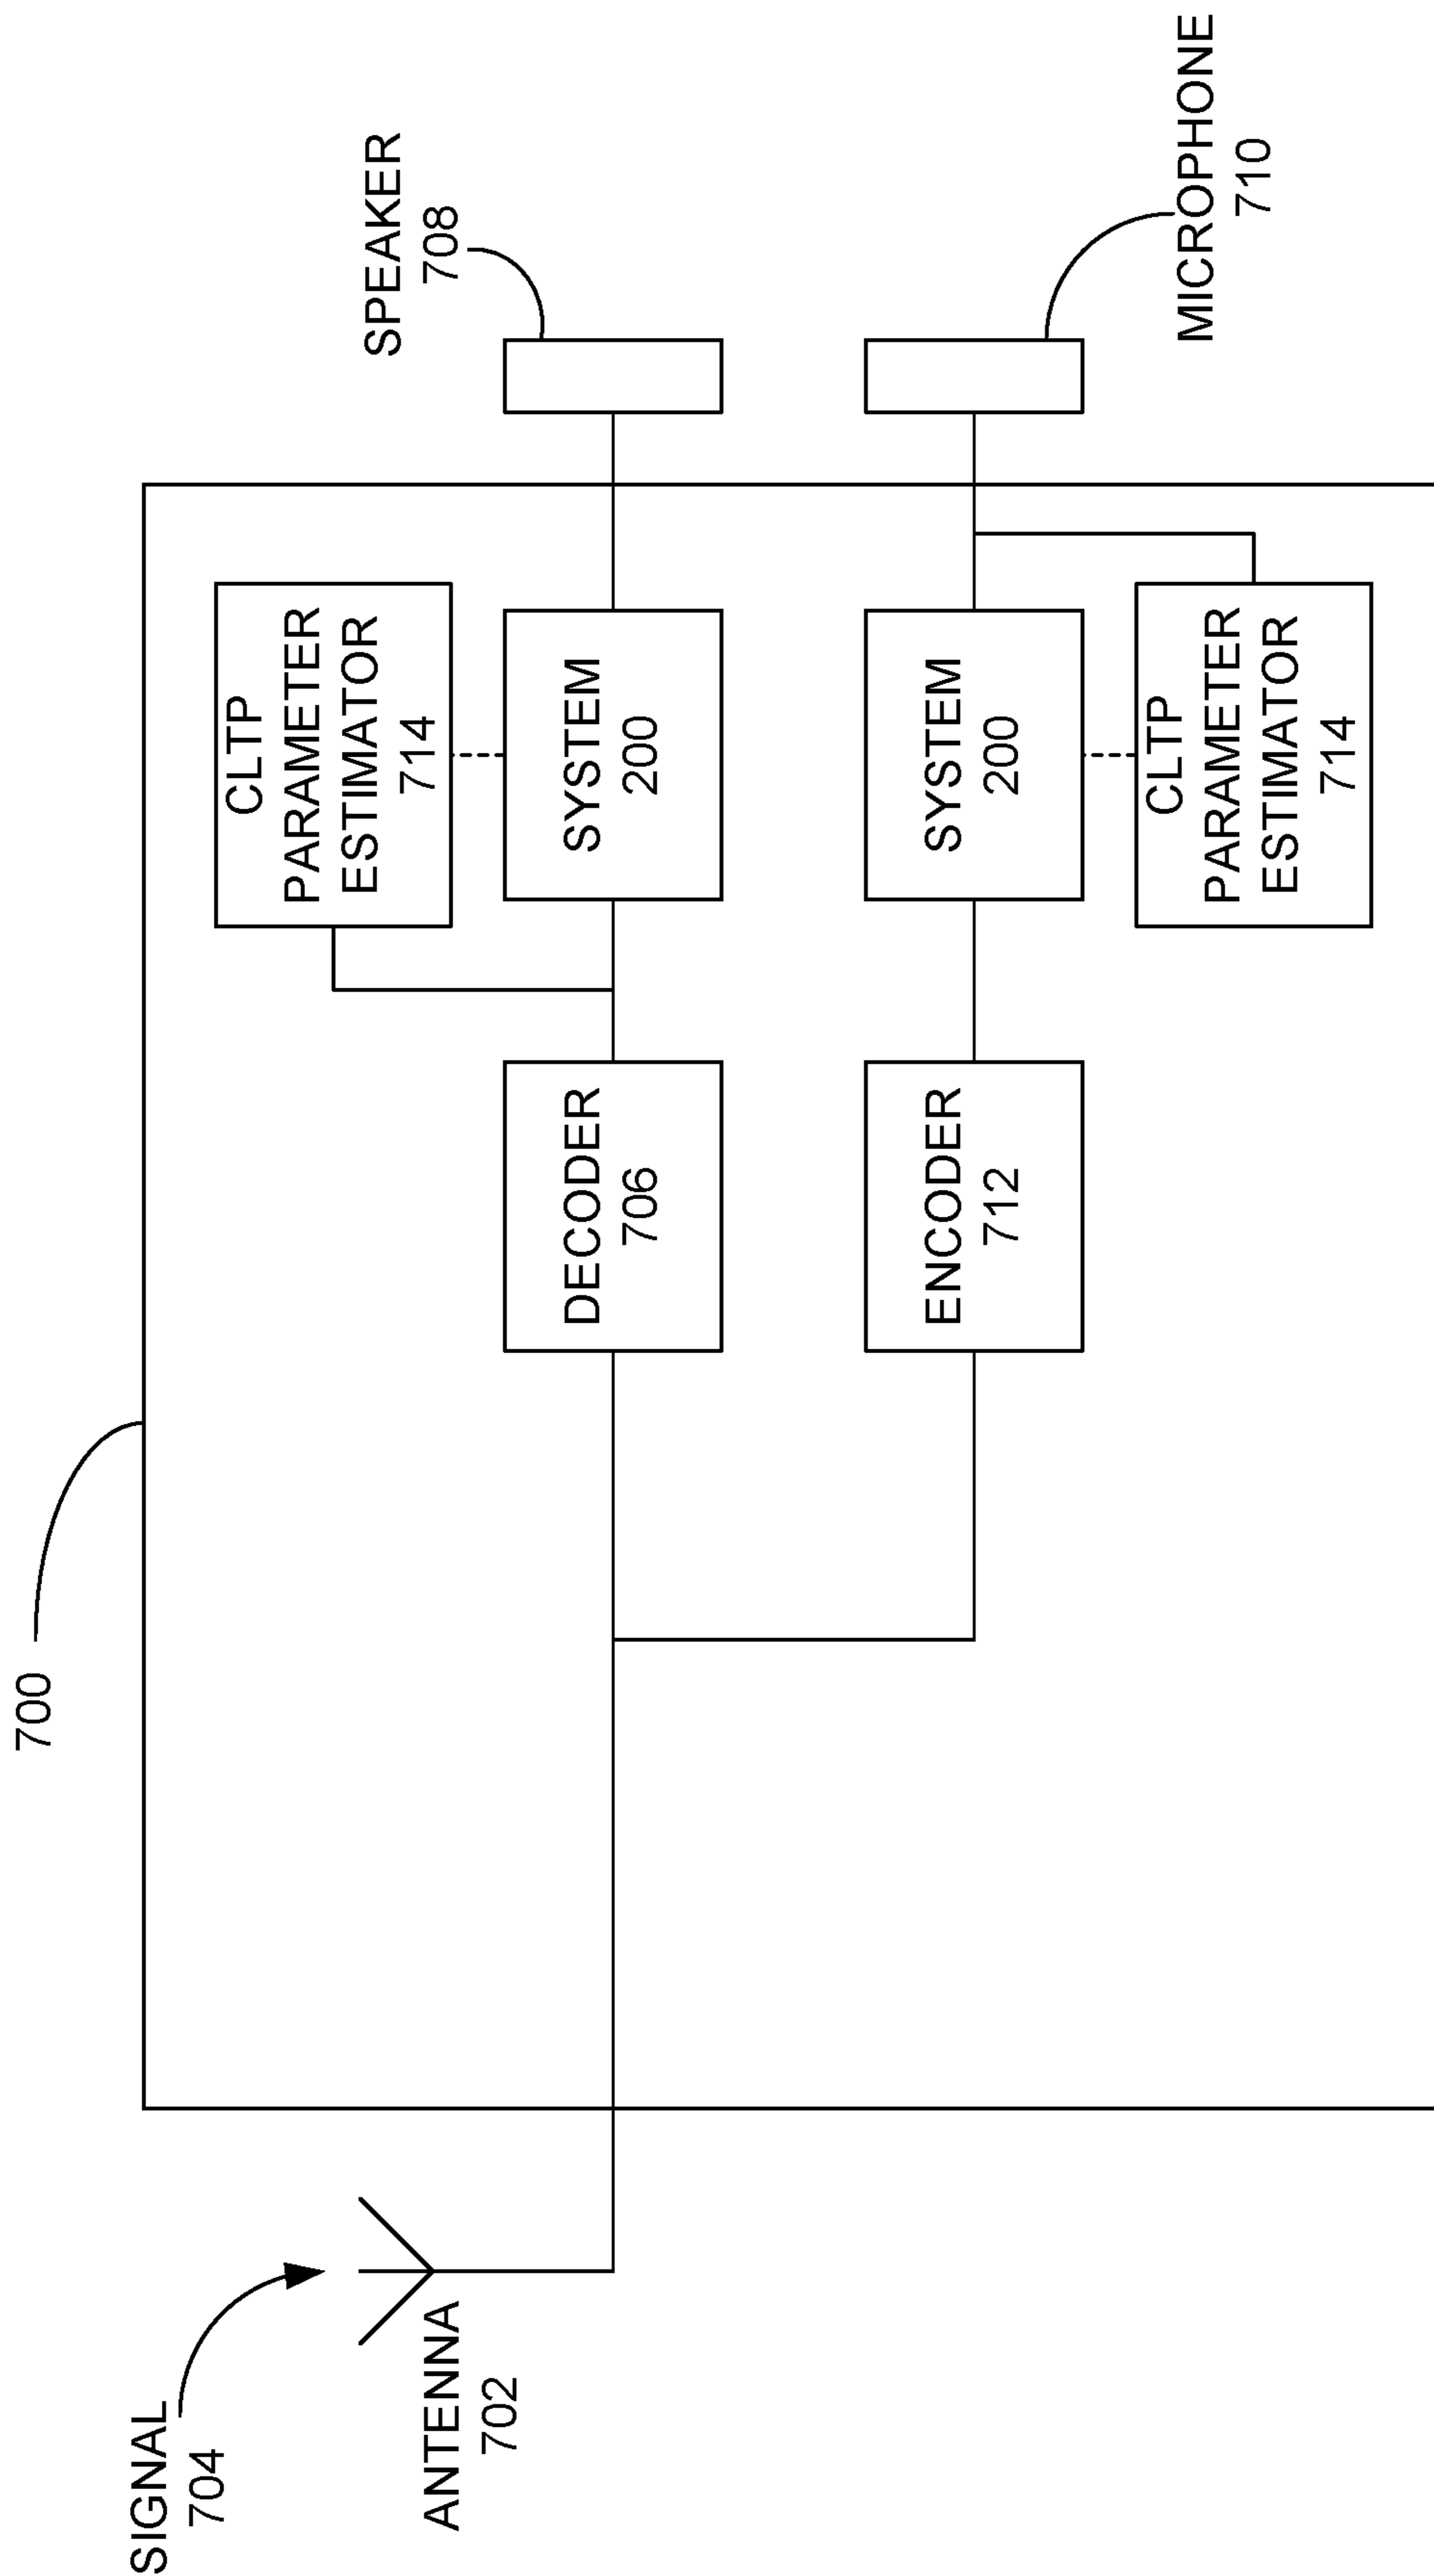 700
SIGNAL
704
ANTENNA
702
DECODER
706
CLTP
PARAMETER
ESTIMATOR
714
SYSTEM
200
SPEAKER
708
ENCODER
712
SYSTEM
200
CLTP
PARAMETER
ESTIMATOR
714
MICROPHONE
710